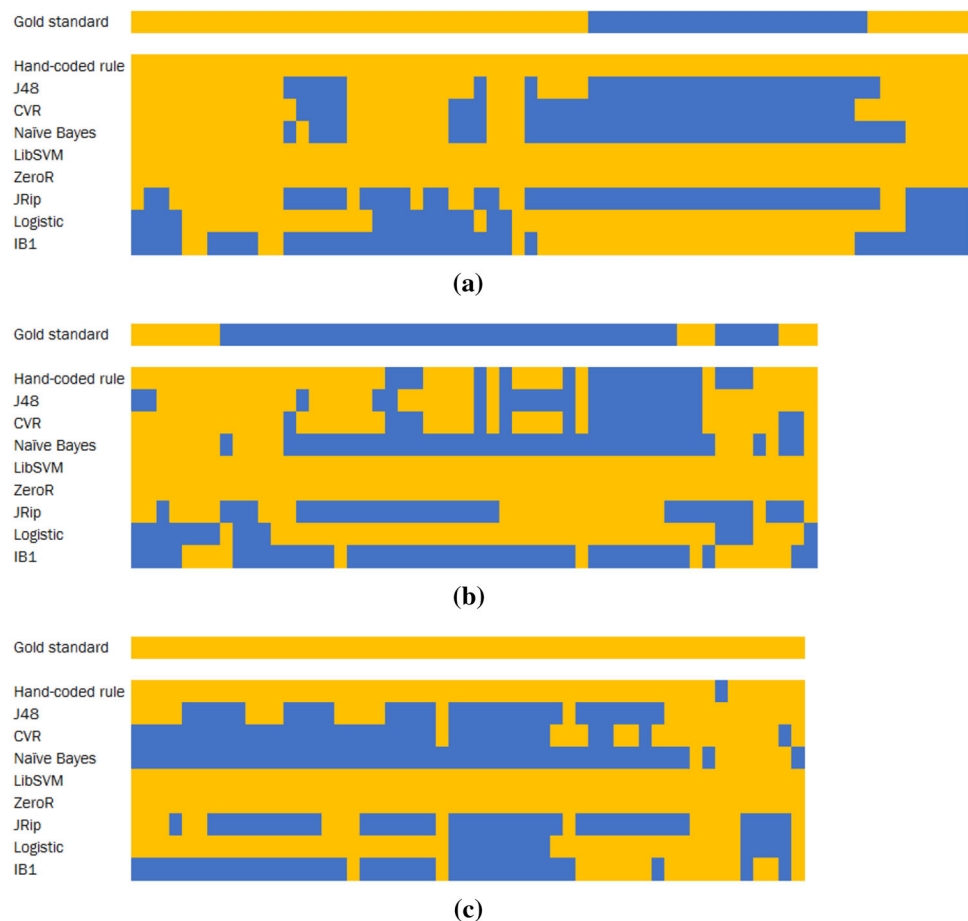 Gold standard
Hand-coded rule
J48
CVR
Naïve Bayes
LibSVM
ZeroR
JRip
Logistic
IB1
(a)
Gold standard
Hand-coded rule
J48
CVR
Naïve Bayes
LibSVM
ZeroR
JRip
Logistic
IB1
(b)
Gold standard
Hand-coded rule
J48
CVR
Naïve Bayes
LibSVM
ZeroR
JRip
Logistic
IB1
(c)